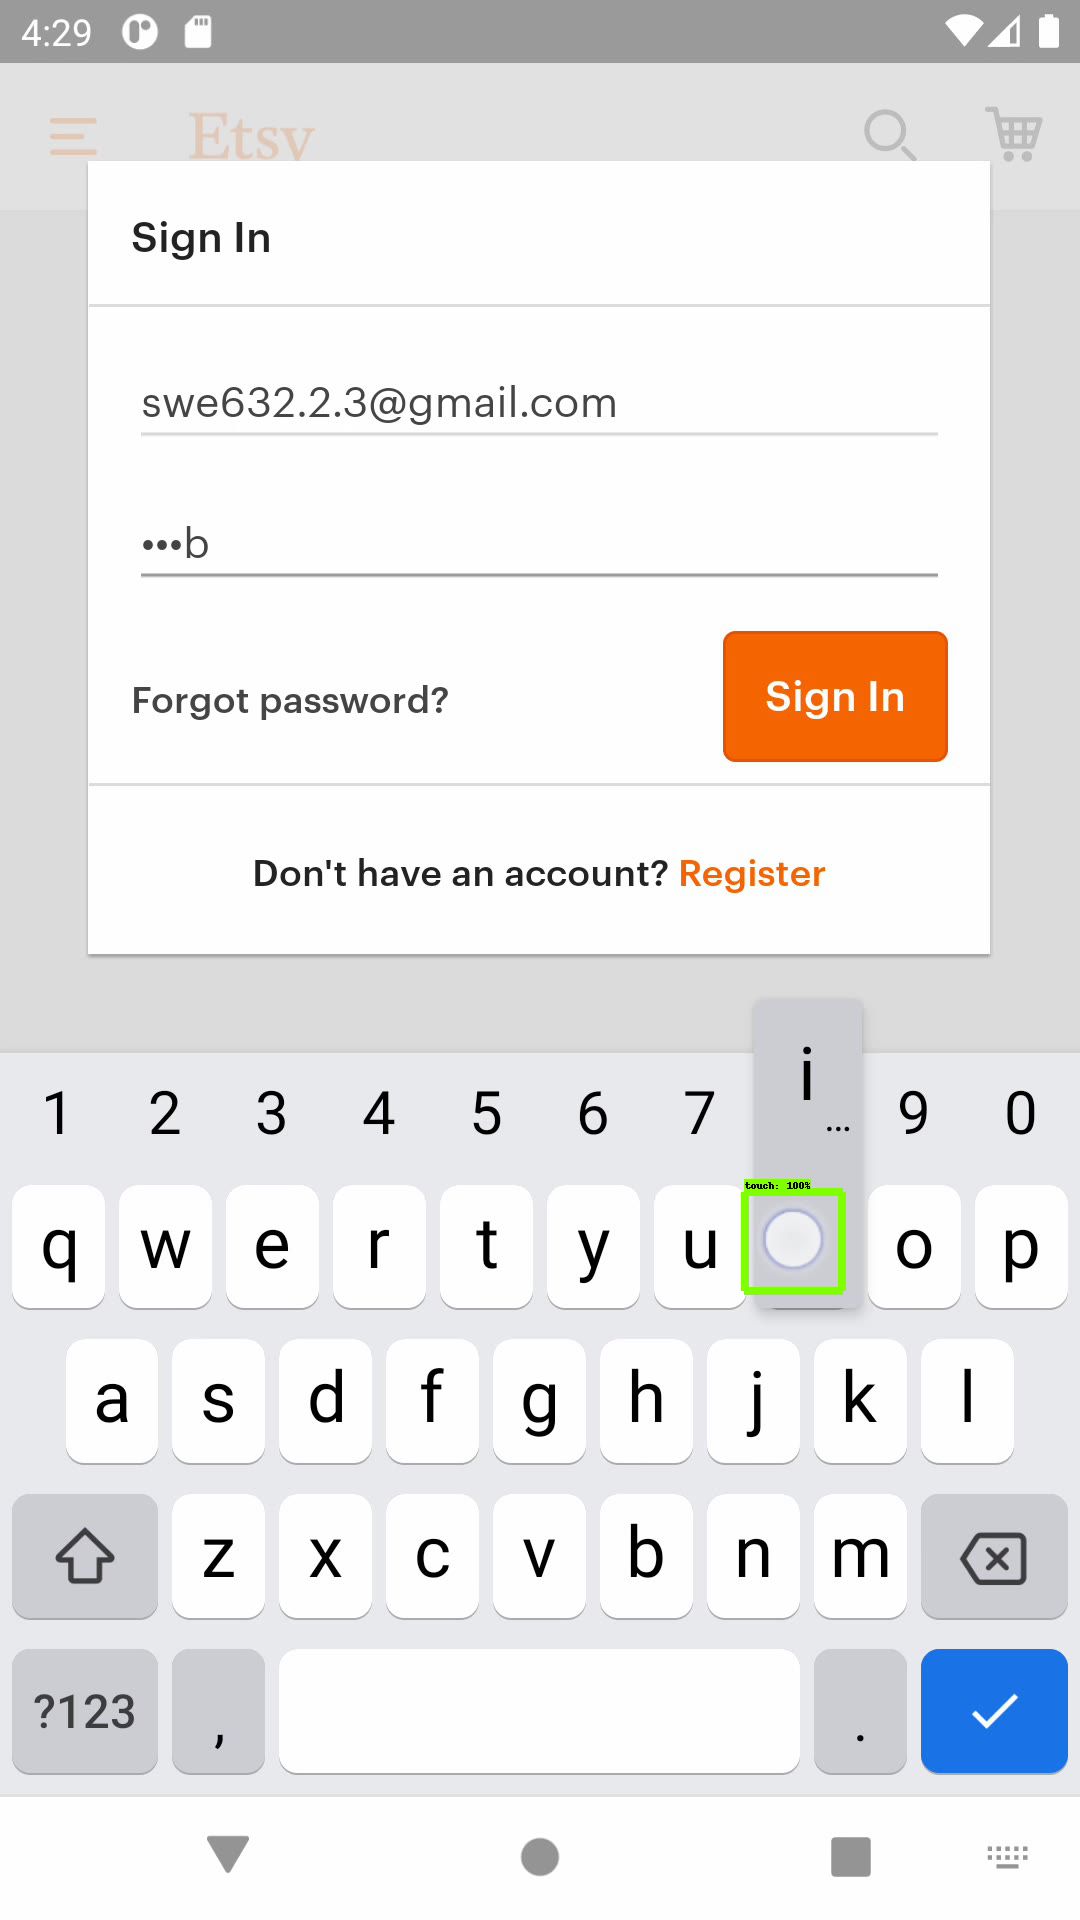 4:29
Etsy
Sign In
swe632.2.3@gmail.com
•••b
Forgot password?
Sign In
Don't have an account? Register
i
...
1 2 3 4 5 6 7 9 0
touch: 100%
q w e r t y u o p
a s d f g h j k l
z x c v b n m
?123 , .